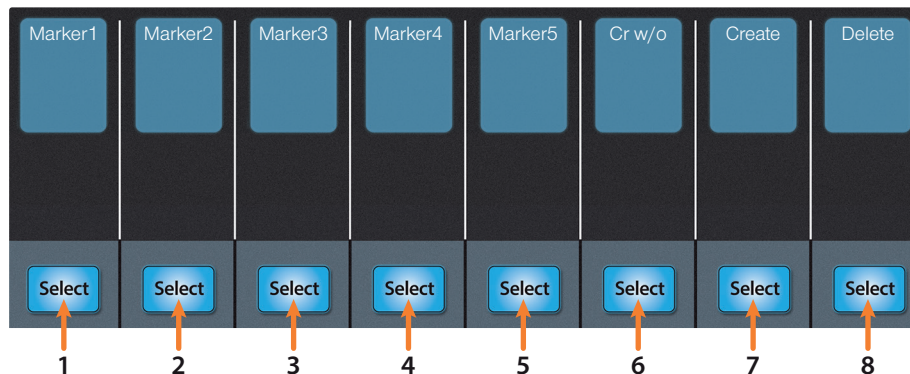 Marker1 Marker2 Marker3 Marker4 Marker5 Cr w/o Create Delete
Select Select Select Select Select Select Select Select
1 2 3 4 5 6 7 8